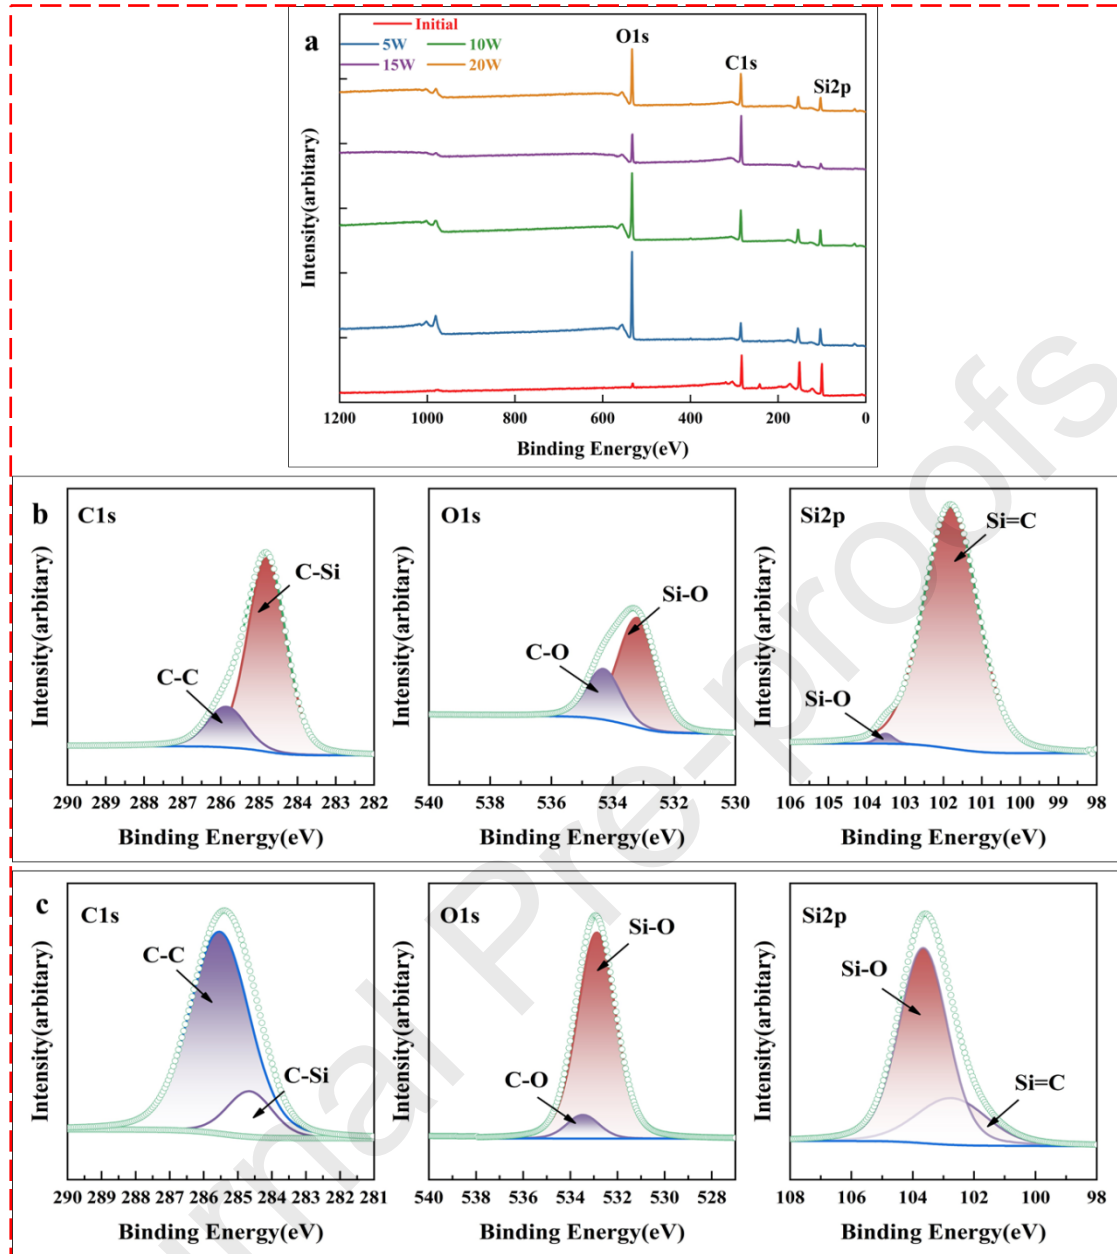 a
Initial
5W 10W
15W 20W
O1s
C1s
Si2p
Intensity(arbitary)
1200 1000 800 600 400 200 0
Binding Energy(eV)
b
C1s
C-Si
C-C
Intensity(arbitary)
290 289 288 287 286 285 284 283 282
Binding Energy(eV)
O1s
Si-O
C-O
Intensity(arbitary)
540 538 536 534 532 530
Binding Energy(eV)
Si2p
Si=C
Si-O
Intensity(arbitary)
106 105 104 103 102 101 100 99 98
Binding Energy(eV)
c
C1s
C-C
C-Si
Intensity(arbitary)
290 289 288 287 286 285 284 283 282 281
Binding Energy(eV)
O1s
Si-O
C-O
Intensity(arbitary)
540 538 536 534 532 530 528
Binding Energy(eV)
Si2p
Si-O
Si=C
Intensity(arbitary)
108 106 104 102 100 98
Binding Energy(eV)
rnal Pre-proofs